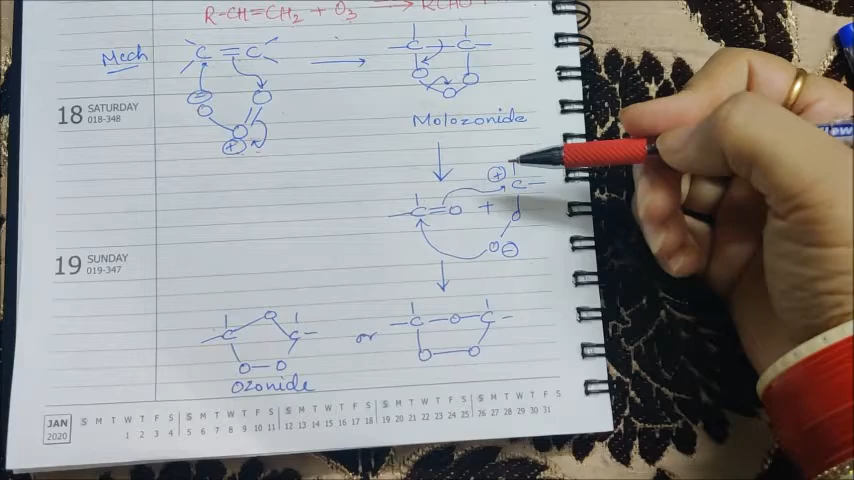 R-CH=CH₂ + O₃ → RCHO +
Mech
C = C → C C
O O O
O O O
18 SATURDAY
018-348
Molozonide
C=O + C
O
O
19 SUNDAY
019-347
C O C or C-O-C
O-O O-O
Ozonide
JAN
2020
S M T W T F S S M T W T F S S M T W T F S S M T W T F S S M T W T F S
1 2 3 4 5 6 7 8 9 10 11 12 13 14 15 16 17 18 19 20 21 22 23 24 25 26 27 28 29 30 31